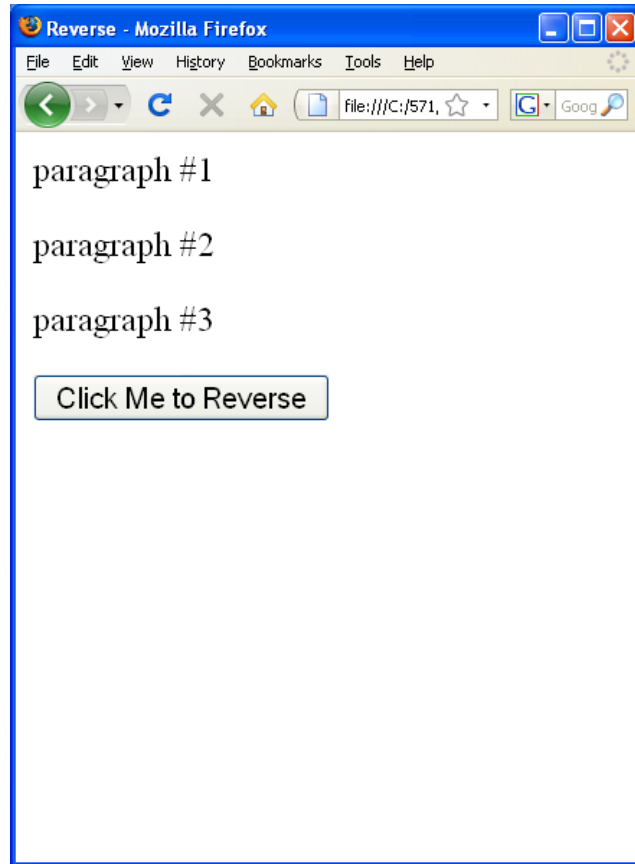 Reverse - Mozilla Firefox
File Edit View History Bookmarks Tools Help
file:///C:/571, G Goog
paragraph #1
paragraph #2
paragraph #3
Click Me to Reverse